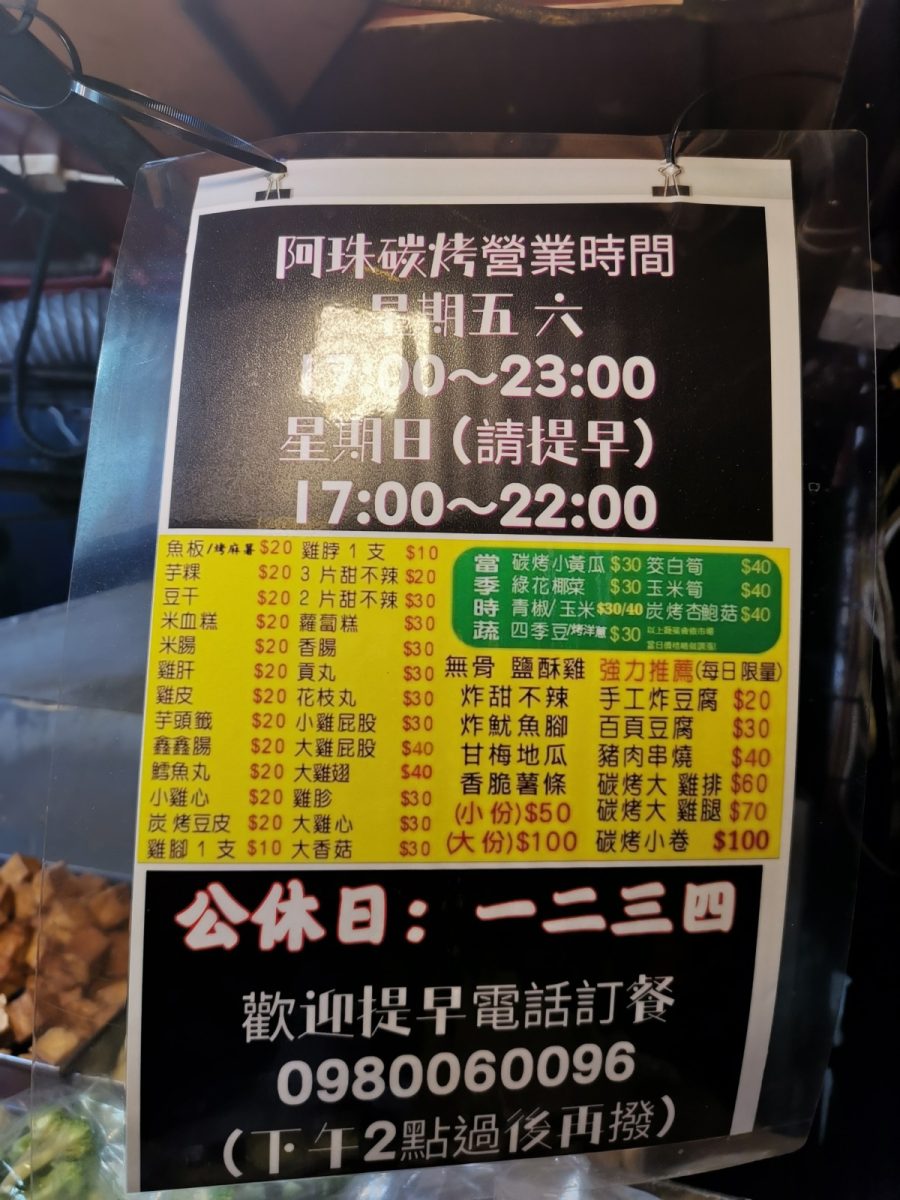 阿珠碳烤營業時間
星期五 六
17:00～23:00
星期日(請提早)
17:00～22:00
魚板/烤麻薯 $20 雞脖1支 $10
芋粿 $20 3片甜不辣 $20
豆干 $20 2片甜不辣 $30
米血糕 $20 蘿蔔糕 $30
米腸 $20 香腸 $30
雞肝 $20 貢丸 $30
雞皮 $20 花枝丸 $30
芋頭籤 $20 小雞屁股 $30
鑫鑫腸 $20 大雞屁股 $40
鱈魚丸 $20 大雞翅 $40
小雞心 $20 雞胗 $30
炭烤豆皮 $20 大雞心 $30
雞腳1支 $10 大香菇 $30
當季時蔬
碳烤小黃瓜 $30 筊白筍 $40
綠花椰菜 $30 玉米筍 $40
青椒/玉米 $30/40 炭烤杏鮑菇 $40
四季豆/烤洋蔥 $30
無骨 鹽酥雞
炸甜不辣
炸魷魚腳
甘梅地瓜
香脆薯條
(小份)$50
(大份)$100
強力推薦(每日限量)
手工炸豆腐 $20
百頁豆腐 $30
豬肉串燒 $40
碳烤大 雞排 $60
碳烤大 雞腿 $70
碳烤小卷 $100
公休日：一二三四
歡迎提早電話訂餐
0980060096
(下午2點過後再撥)